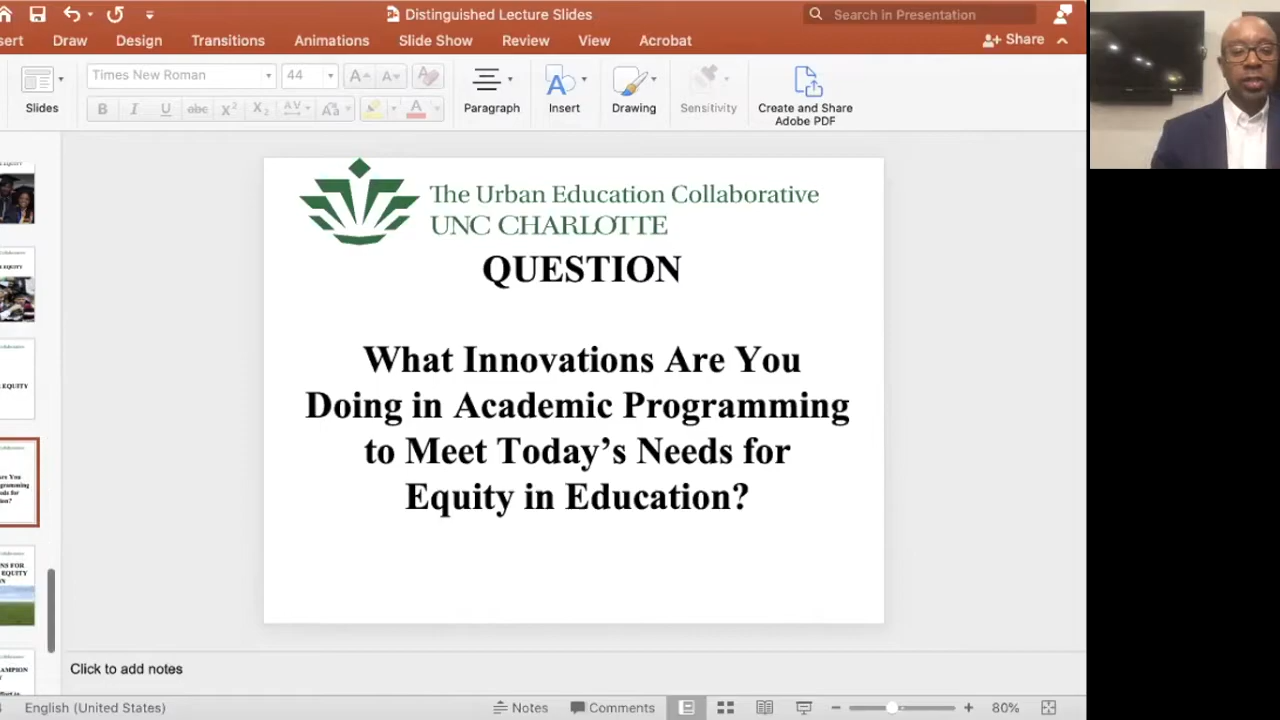 Distinguished Lecture Slides
Search in Presentation
Draw Design Transitions Animations Slide Show Review View Acrobat
Share
Times New Roman 44
Slides Paragraph Insert Drawing Sensitivity Create and Share
Adobe PDF
The Urban Education Collaborative
UNC CHARLOTTE
QUESTION
What Innovations Are You
Doing in Academic Programming
to Meet Today’s Needs for
Equity in Education?
Click to add notes
English (United States) Notes Comments 80%